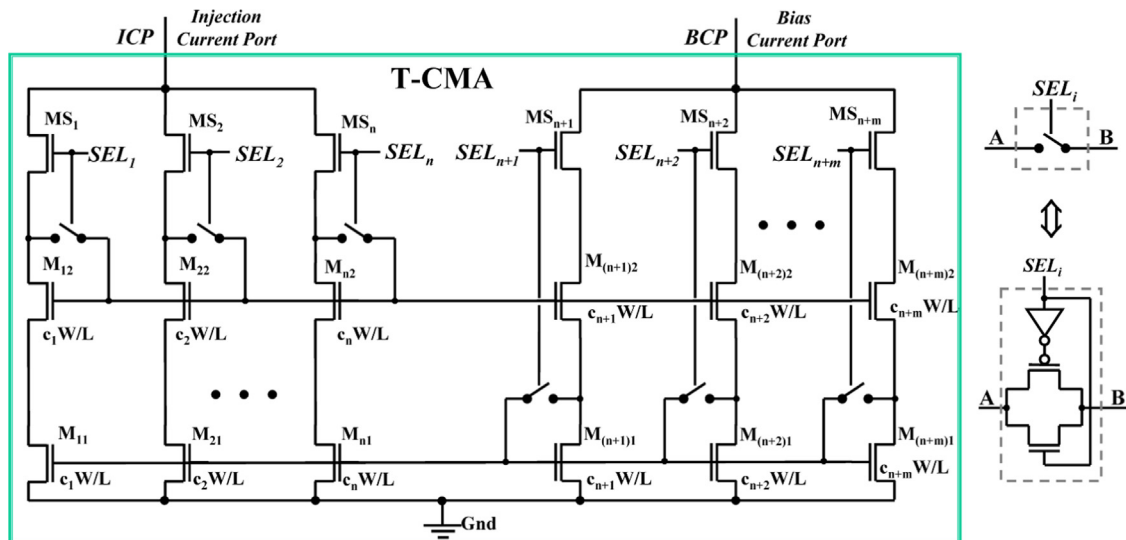 ICP
Injection
Current Port
BCP
Bias
Current Port
T-CMA
MS1
MS2
MSn
MSn+1
MSn+2
MSn+m
SEL1
SEL2
SELn
SELn+1
SELn+2
SELn+m
M12
M22
Mn2
M(n+1)2
M(n+2)2
M(n+m)2
c1W/L
c2W/L
cnW/L
cn+1W/L
cn+2W/L
cn+mW/L
M11
M21
Mn1
M(n+1)1
M(n+2)1
M(n+m)1
c1W/L
c2W/L
cnW/L
cn+1W/L
cn+2W/L
cn+mW/L
Gnd
SELi
A
B
SELi
A
B